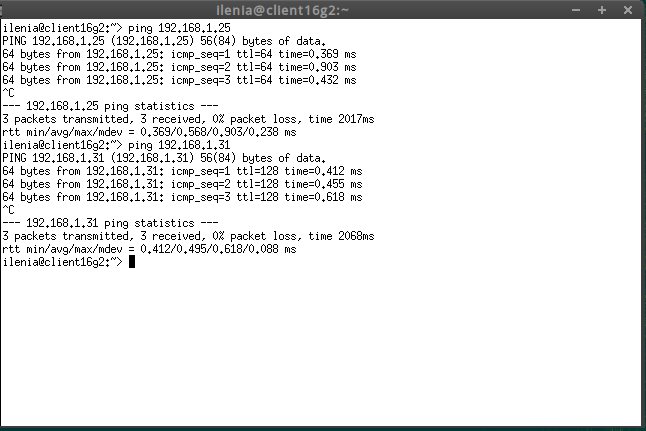 ilenia@client16g2:~
ilenia@client16g2:~> ping 192.168.1.25
PING 192.168.1.25 (192.168.1.25) 56(84) bytes of data.
64 bytes from 192.168.1.25: icmp_seq=1 ttl=64 time=0.369 ms
64 bytes from 192.168.1.25: icmp_seq=2 ttl=64 time=0.903 ms
64 bytes from 192.168.1.25: icmp_seq=3 ttl=64 time=0.432 ms
^C
--- 192.168.1.25 ping statistics ---
3 packets transmitted, 3 received, 0% packet loss, time 2017ms
rtt min/avg/max/mdev = 0.369/0.568/0.903/0.238 ms
ilenia@client16g2:~> ping 192.168.1.31
PING 192.168.1.31 (192.168.1.31) 56(84) bytes of data.
64 bytes from 192.168.1.31: icmp_seq=1 ttl=128 time=0.412 ms
64 bytes from 192.168.1.31: icmp_seq=2 ttl=128 time=0.455 ms
64 bytes from 192.168.1.31: icmp_seq=3 ttl=128 time=0.618 ms
^C
--- 192.168.1.31 ping statistics ---
3 packets transmitted, 3 received, 0% packet loss, time 2068ms
rtt min/avg/max/mdev = 0.412/0.495/0.618/0.088 ms
ilenia@client16g2:~>